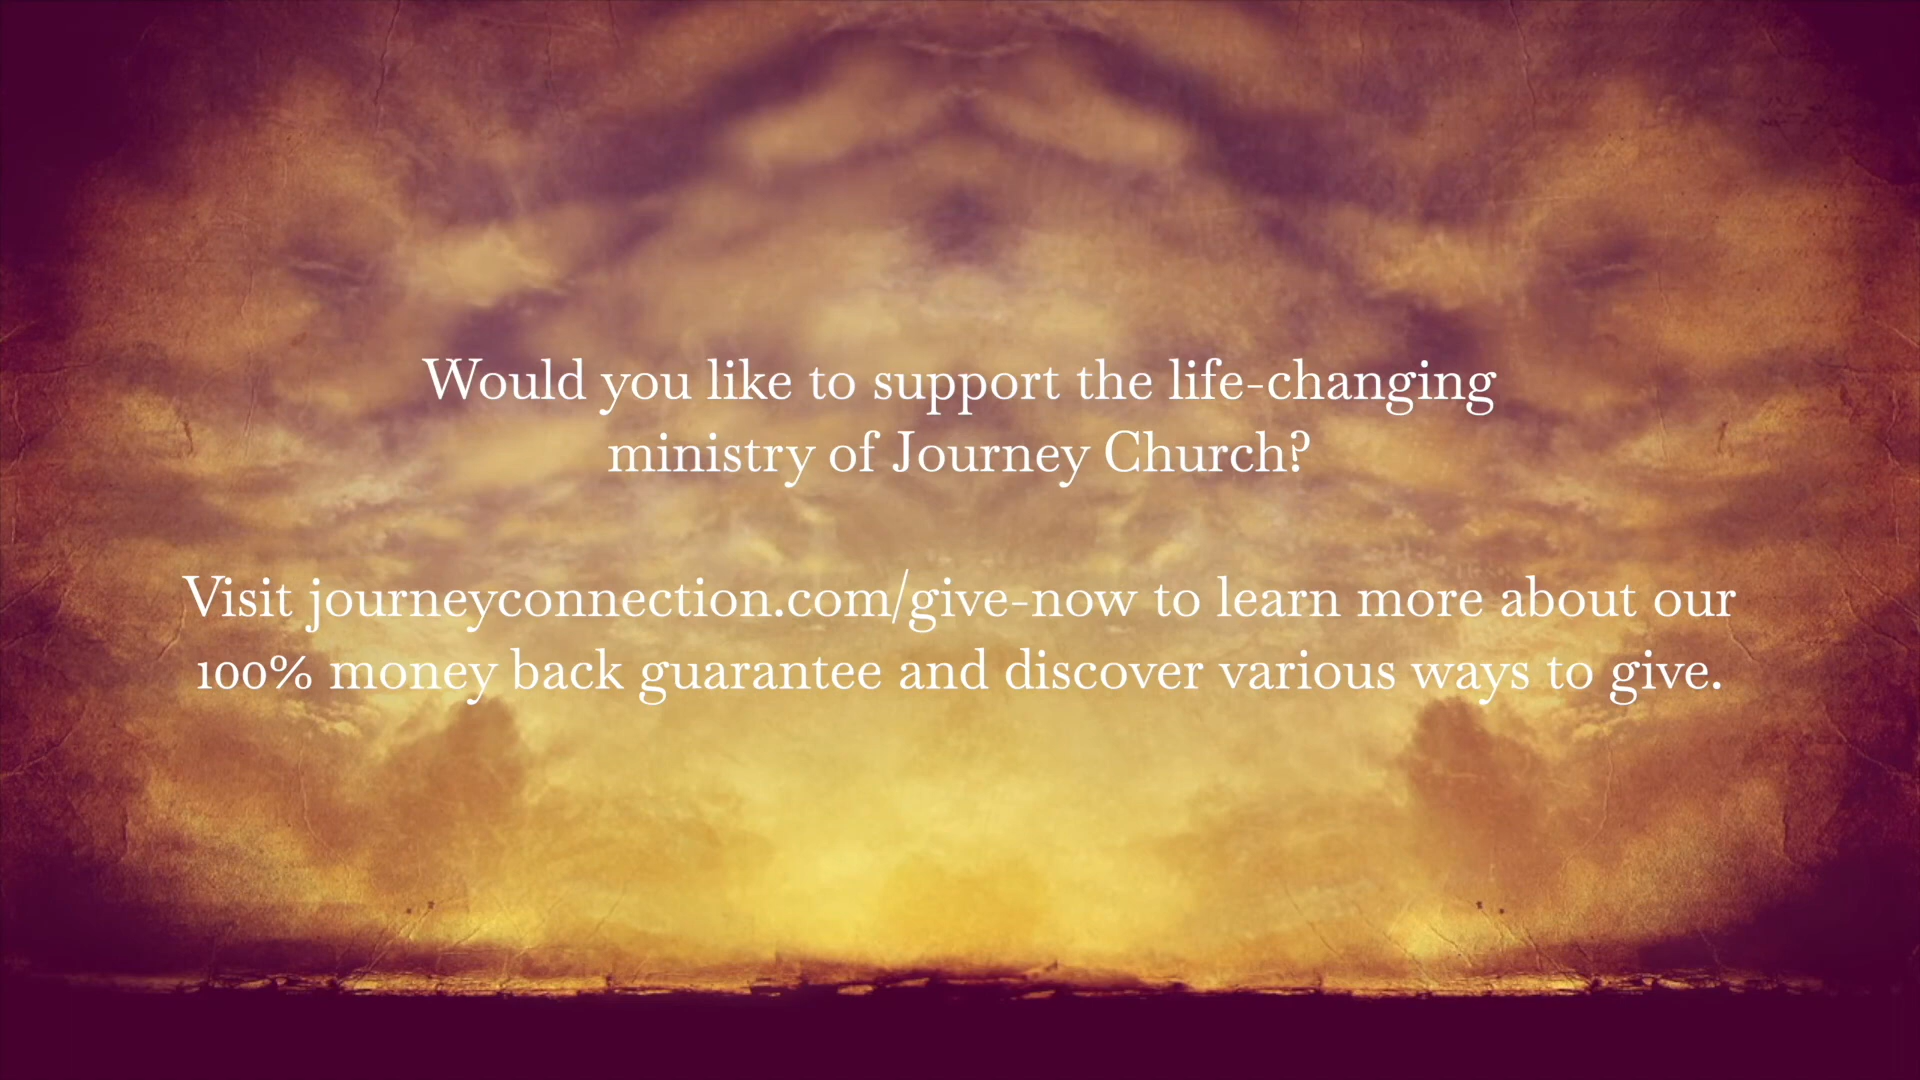 Would you like to support the life-changing
ministry of Journey Church?
Visit journeyconnection.com/give-now to learn more about our
100% money back guarantee and discover various ways to give.